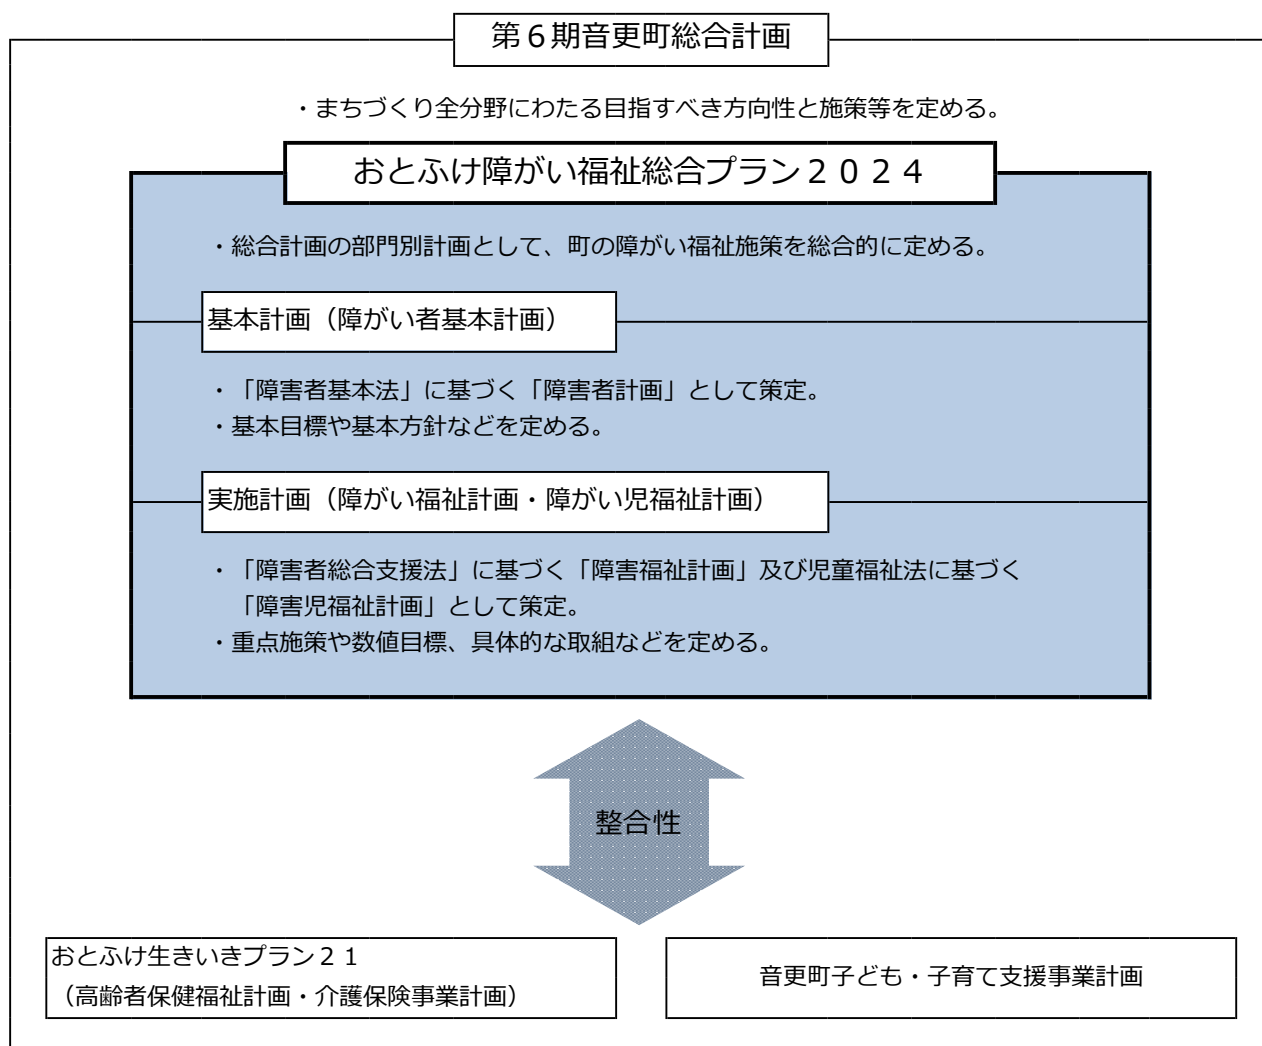 第６期音更町総合計画
・まちづくり全分野にわたる目指すべき方向性と施策等を定める。
おとふけ障がい福祉総合プラン２０２４
・総合計画の部門別計画として、町の障がい福祉施策を総合的に定める。
基本計画（障がい者基本計画）
・「障害者基本法」に基づく「障害者計画」として策定。
・基本目標や基本方針などを定める。
実施計画（障がい福祉計画・障がい児福祉計画）
・「障害者総合支援法」に基づく「障害福祉計画」及び児童福祉法に基づく
「障害児福祉計画」として策定。
・重点施策や数値目標、具体的な取組などを定める。
整合性
おとふけ生きいきプラン２１
（高齢者保健福祉計画・介護保険事業計画）
音更町子ども・子育て支援事業計画